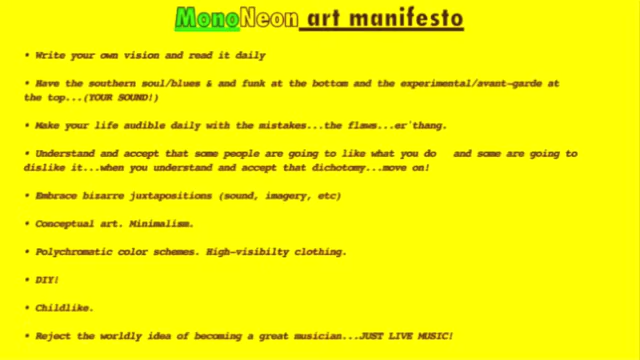 MonoNeon art manifesto
• Write your own vision and read it daily
• Have the southern soul/blues & and funk at the bottom and the experimental/avant-garde at
the top...(YOUR SOUND!)
• Make your life audible daily with the mistakes...the flaws...er'thang.
• Understand and accept that some people are going to like what you do and some are going to
dislike it...when you understand and accept that dichotomy...move on!
• Embrace bizarre juxtapositions (sound, imagery, etc)
• Conceptual art. Minimalism.
• Polychromatic color schemes. High-visibilty clothing.
• DIY!
• Childlike.
• Reject the worldly idea of becoming a great musician...JUST LIVE MUSIC!